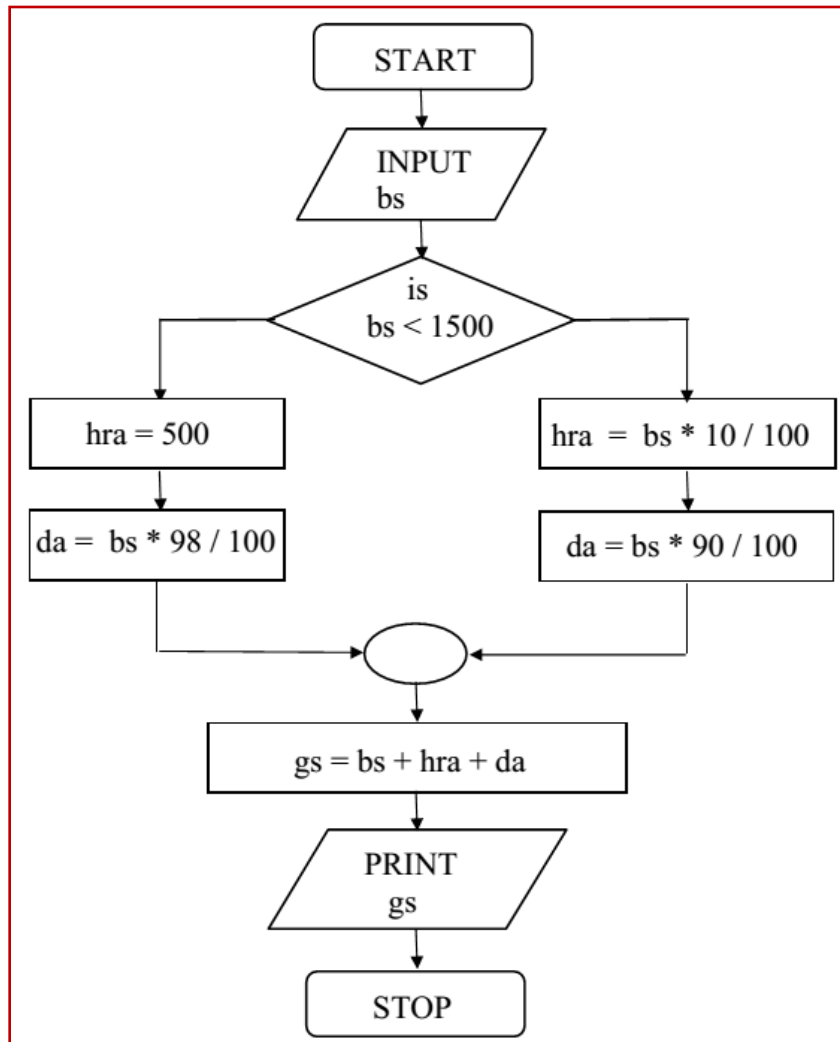 START
INPUT
bs
is
bs < 1500
hra = 500
da = bs * 98 / 100
hra = bs * 10 / 100
da = bs * 90 / 100
gs = bs + hra + da
PRINT
gs
STOP